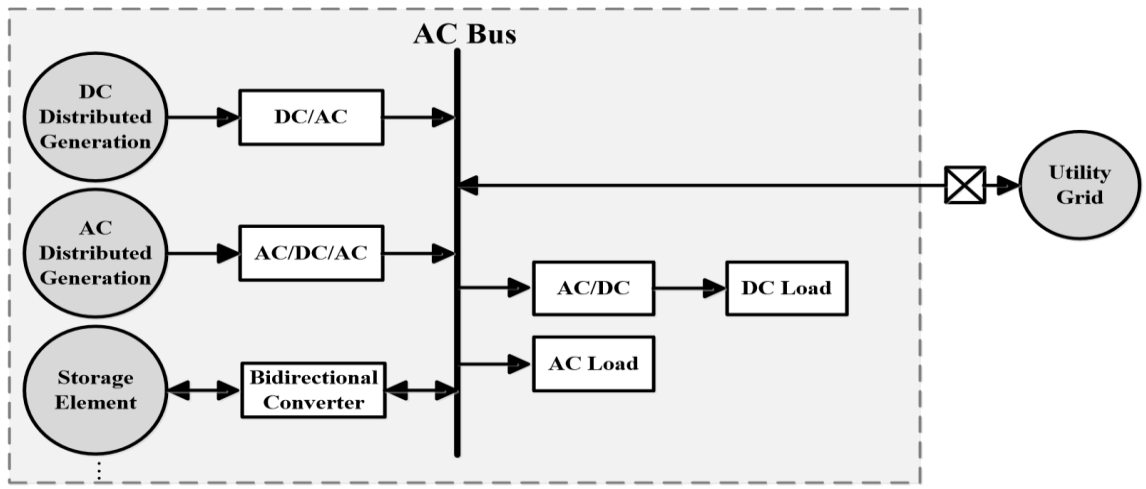 AC Bus
DC
Distributed
Generation
DC/AC
Utility
Grid
AC
Distributed
Generation
AC/DC/AC
AC/DC
DC Load
AC Load
Storage
Element
Bidirectional
Converter